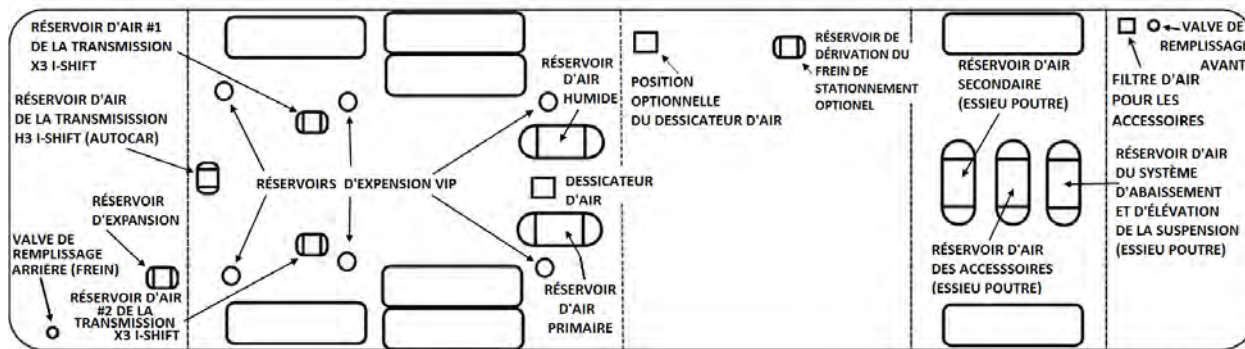 RÉSERVOIR D'AIR #1
DE LA TRANSMISSION
X3 I-SHIFT
RÉSERVOIR D'AIR
DE LA TRANSMISISSION
H3 I-SHIFT (AUTOCAR)
RÉSERVOIR
D'EXPANSION
VALVE DE
REMPLISSAGE
ARRIÈRE (FREIN)
RÉSERVOIR D'AIR
#2 DE LA
TRANSMISSION
X3 I-SHIFT
RÉSERVOIRS D'EXPENSION VIP
RÉSERVOIR
D'AIR
HUMIDE
DESSICATEUR
D'AIR
RÉSERVOIR
D'AIR
PRIMAIRE
POSITION
OPTIONNELLE
DU DESSICATEUR D'AIR
RÉSERVOIR DE
DÉRIVATION DU
FREIN DE
STATIONNEMENT
OPTIONEL
RÉSERVOIR D'AIR
SECONDAIRE
(ESSIEU POUTRE)
RÉSERVOIR D'AIR
DES ACCESSSOIRES
(ESSIEU POUTRE)
VALVE DE
REMPLISSAGE
AVANT
FILTRE D'AIR
POUR LES
ACCESSOIRES
RÉSERVOIR D'AIR
DU SYSTÈME
D'ABAISSEMENT
ET D'ÉLÉVATION
DE LA SUSPENSION
(ESSIEU POUTRE)